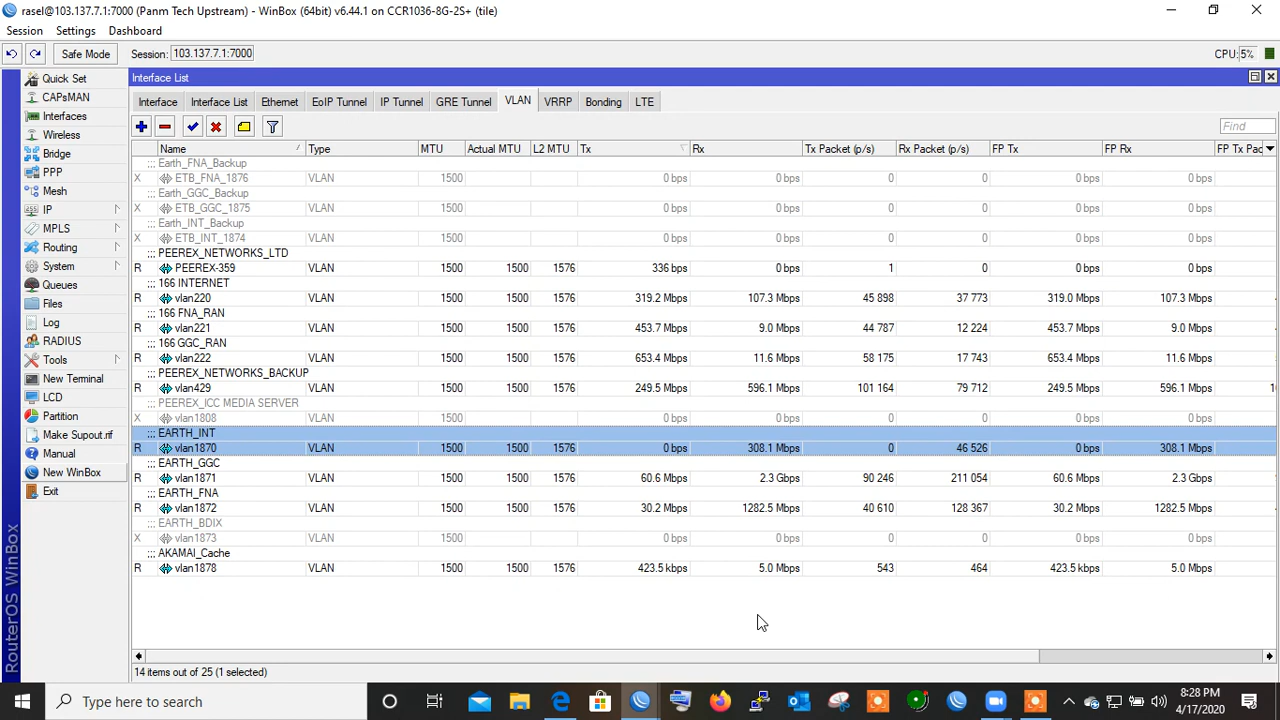 rasel@103.137.7.1:7000 (Panm Tech Upstream) - WinBox (64bit) v6.44.1 on CCR1036-8G-2S+ (tile)
Session Settings Dashboard
Safe Mode Session: 103.137.7.1:7000 CPU: 5%
Interface List
Quick Set
CAPsMAN
Interfaces
Wireless
Bridge
PPP
Mesh
IP
MPLS
Routing
System
Queues
Files
Log
RADIUS
Tools
New Terminal
LCD
Partition
Make Supout.rif
Manual
New WinBox
Exit
RouterOS WinBox
Interface Interface List Ethernet EoIP Tunnel IP Tunnel GRE Tunnel VLAN VRRP Bonding LTE
Find
Name / Type MTU Actual MTU L2 MTU Tx Rx Tx Packet (p/s) Rx Packet (p/s) FP Tx FP Rx FP Tx Pac
;;; Earth_FNA_Backup
X ETB_FNA_1876 VLAN 1500 0 bps 0 bps 0 0 0 bps 0 bps
;;; Earth_GGC_Backup
X ETB_GGC_1875 VLAN 1500 0 bps 0 bps 0 0 0 bps 0 bps
;;; Earth_INT_Backup
X ETB_INT_1874 VLAN 1500 0 bps 0 bps 0 0 0 bps 0 bps
;;; PEEREX_NETWORKS_LTD
R PEEREX-359 VLAN 1500 1500 1576 336 bps 0 bps 1 0 0 bps 0 bps
;;; 166 INTERNET
R vlan220 VLAN 1500 1500 1576 319.2 Mbps 107.3 Mbps 45 898 37 773 319.0 Mbps 107.3 Mbps
;;; 166 FNA_RAN
R vlan221 VLAN 1500 1500 1576 453.7 Mbps 9.0 Mbps 44 787 12 224 453.7 Mbps 9.0 Mbps
;;; 166 GGC_RAN
R vlan222 VLAN 1500 1500 1576 653.4 Mbps 11.6 Mbps 58 175 17 743 653.4 Mbps 11.6 Mbps
;;; PEEREX_NETWORKS_BACKUP
R vlan429 VLAN 1500 1500 1576 249.5 Mbps 596.1 Mbps 101 164 79 712 249.5 Mbps 596.1 Mbps 1
;;; PEEREX_ICC MEDIA SERVER
X vlan1808 VLAN 1500 0 bps 0 bps 0 0 0 bps 0 bps
;;; EARTH_INT
R vlan1870 VLAN 1500 1500 1576 0 bps 308.1 Mbps 0 46 526 0 bps 308.1 Mbps
;;; EARTH_GGC
R vlan1871 VLAN 1500 1500 1576 60.6 Mbps 2.3 Gbps 90 246 211 054 60.6 Mbps 2.3 Gbps
;;; EARTH_FNA
R vlan1872 VLAN 1500 1500 1576 30.2 Mbps 1282.5 Mbps 40 610 128 367 30.2 Mbps 1282.5 Mbps
;;; EARTH_BDIX
X vlan1873 VLAN 1500 0 bps 0 bps 0 0 0 bps 0 bps
;;; AKAMAI_Cache
R vlan1878 VLAN 1500 1500 1576 423.5 kbps 5.0 Mbps 543 464 423.5 kbps 5.0 Mbps
14 items out of 25 (1 selected)
Type here to search
8:28 PM
4/17/2020